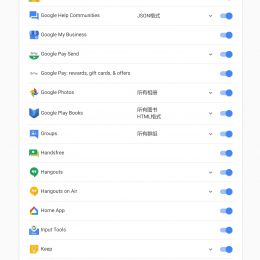 Google Help Communities JSON格式
Google My Business
Google Pay Send
Google Pay: rewards, gift cards, & offers
Google Photos 所有相册
Google Play Books 所有图书
HTML格式
Groups 所有群组
Handsfree
Hangouts
Hangouts on Air
Home App
Input Tools
Keep